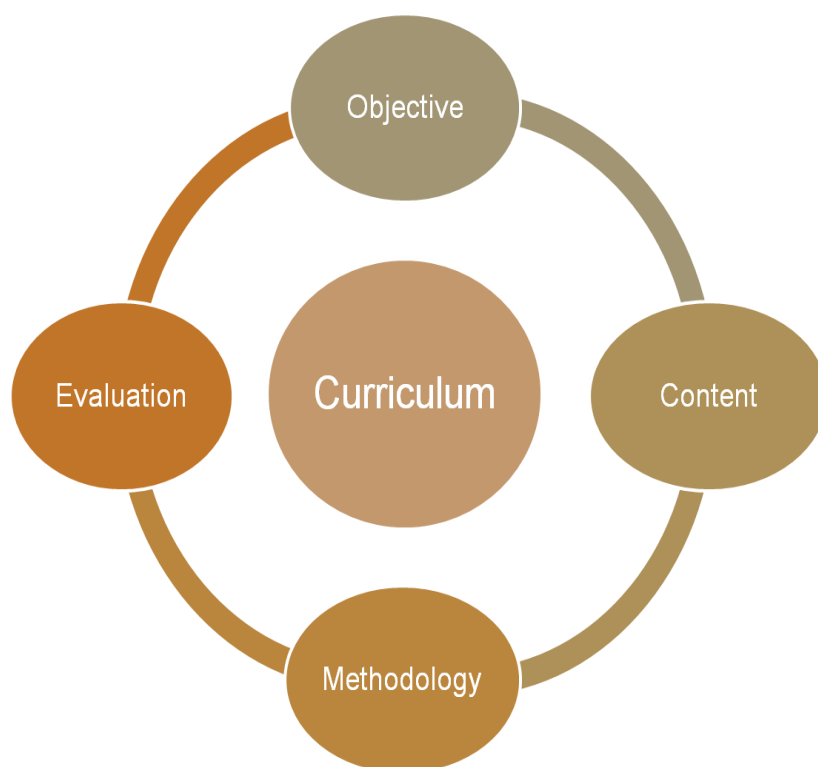 Objective
Evaluation
Curriculum
Content
Methodology